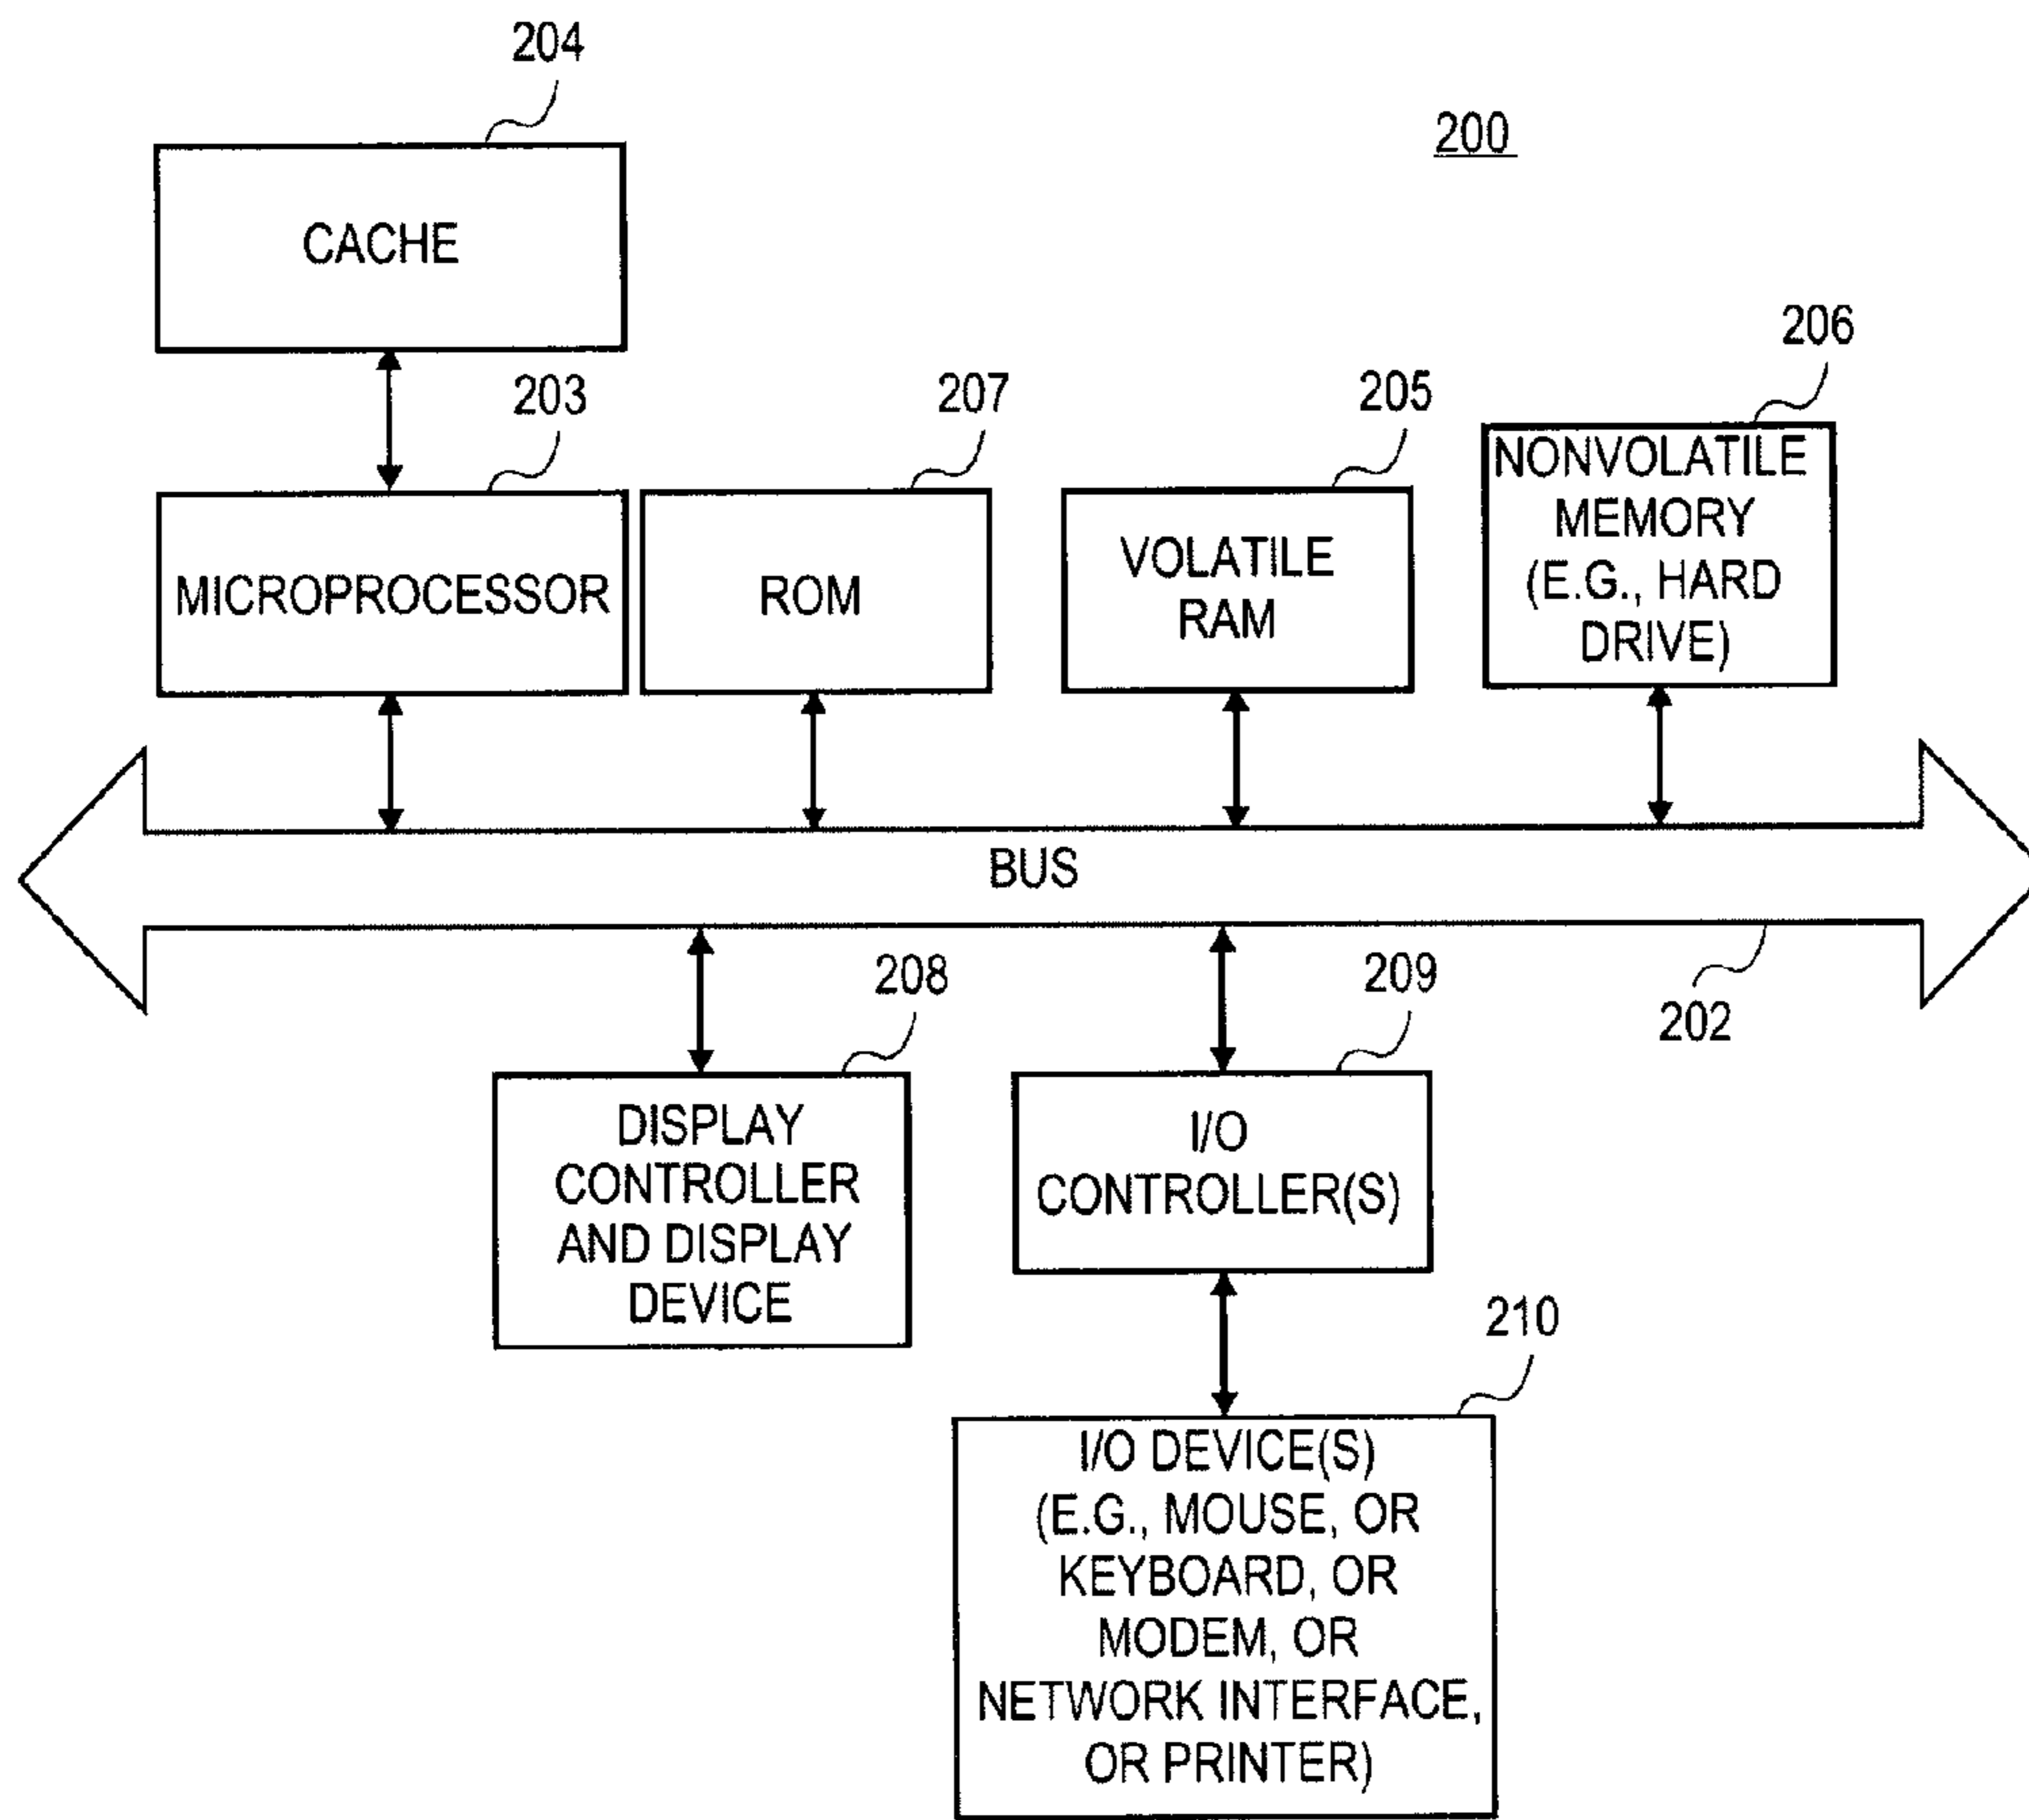 204
200
CACHE
206
203
207
205
NONVOLATILE
MEMORY
(E.G., HARD
DRIVE)
MICROPROCESSOR
ROM
VOLATILE
RAM
BUS
208
209
202
DISPLAY
CONTROLLER
AND DISPLAY
DEVICE
I/O
CONTROLLER(S)
210
I/O DEVICE(S)
(E.G., MOUSE, OR
KEYBOARD, OR
MODEM, OR
NETWORK INTERFACE,
OR PRINTER)